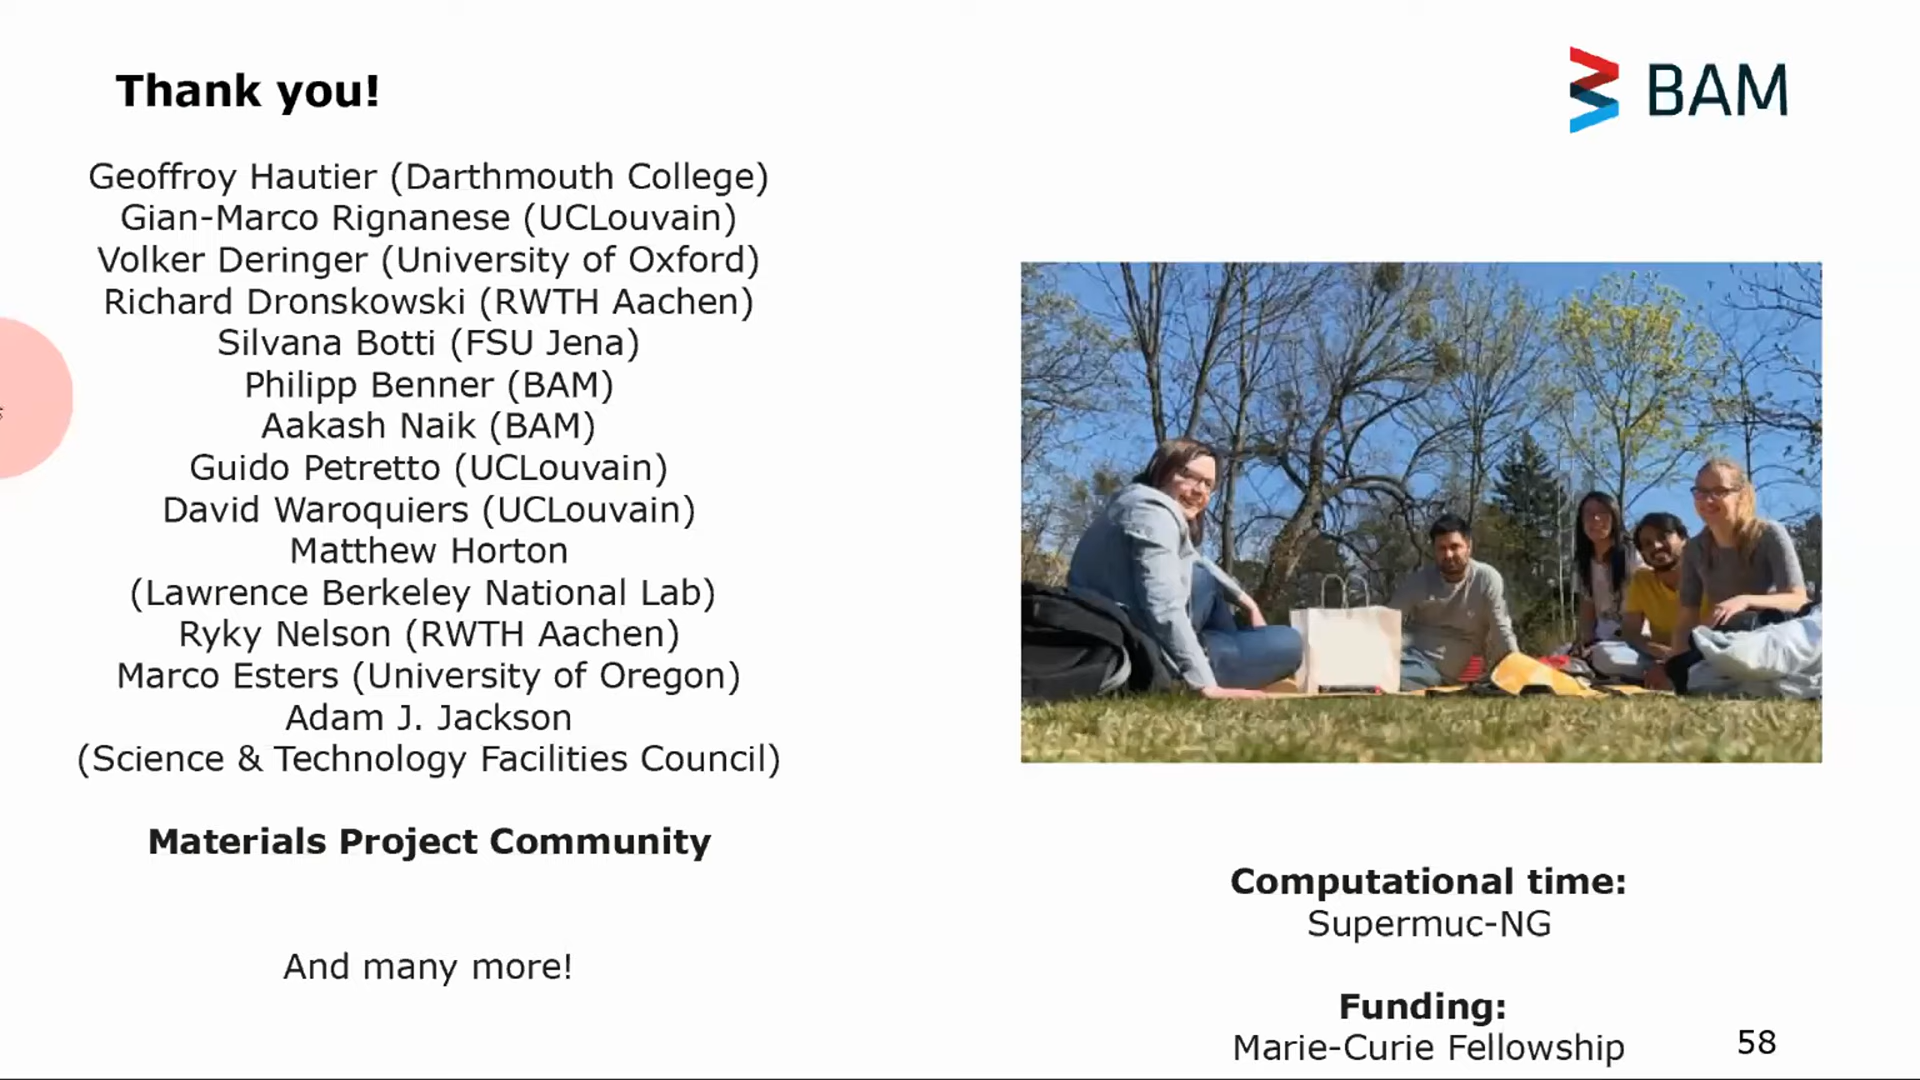 Thank you!
BAM
Geoffroy Hautier (Darthmouth College)
Gian-Marco Rignanese (UCLouvain)
Volker Deringer (University of Oxford)
Richard Dronskowski (RWTH Aachen)
Silvana Botti (FSU Jena)
Philipp Benner (BAM)
Aakash Naik (BAM)
Guido Petretto (UCLouvain)
David Waroquiers (UCLouvain)
Matthew Horton
(Lawrence Berkeley National Lab)
Ryky Nelson (RWTH Aachen)
Marco Esters (University of Oregon)
Adam J. Jackson
(Science & Technology Facilities Council)
Materials Project Community
And many more!
Computational time:
Supermuc-NG
Funding:
Marie-Curie Fellowship
58